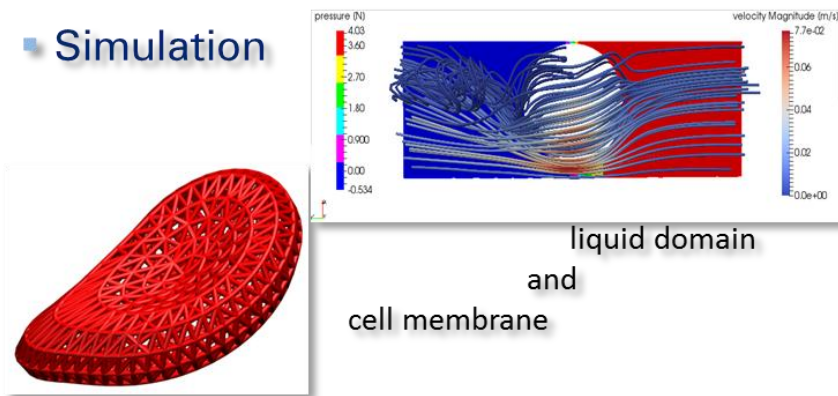 Simulation
pressure (N)
4.03
3.60
2.70
1.80
0.900
0.00
-0.534
velocity Magnitude (m/s)
7.7e-02
0.06
0.04
0.02
0.0e+00
liquid domain
and
cell membrane